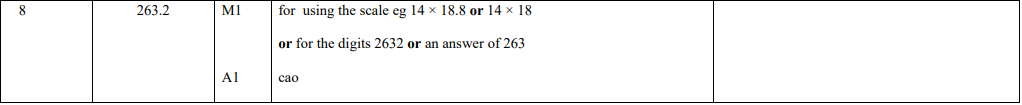 8 263.2 M1 for using the scale eg 14 × 18.8 or 14 × 18
or for the digits 2632 or an answer of 263
A1 cao